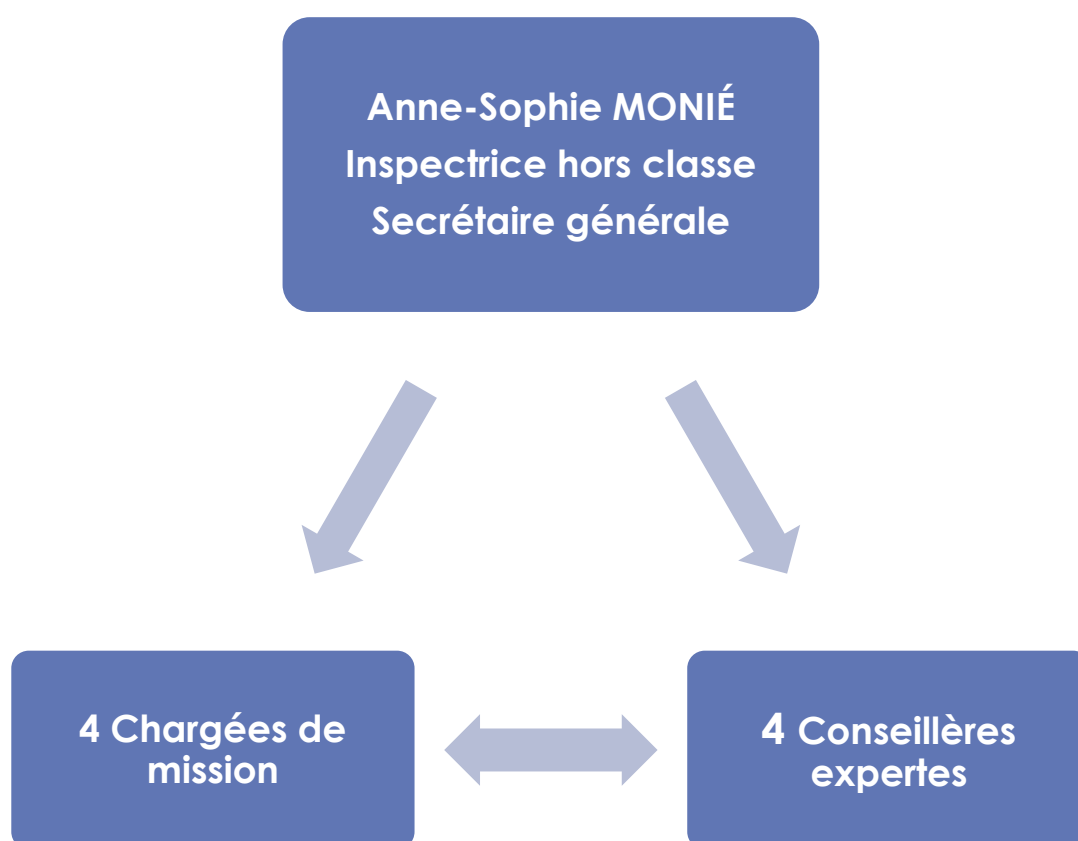 Anne-Sophie MONIÉ
Inspectrice hors classe
Secrétaire générale
4 Chargées de
mission
4 Conseillères
expertes